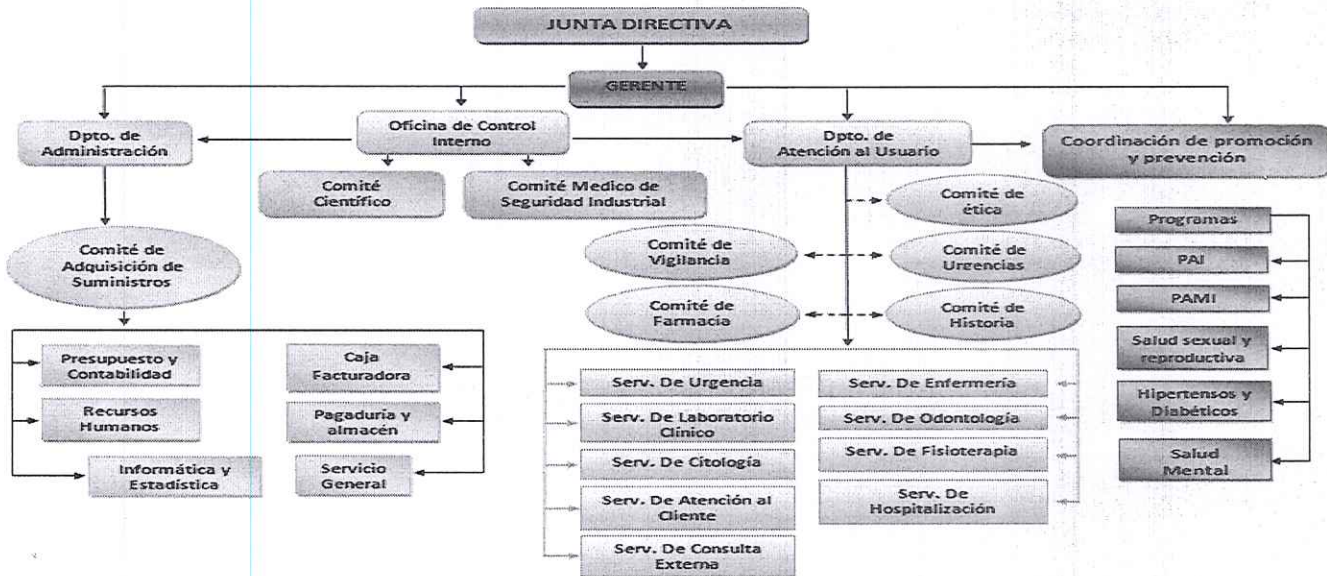 JUNTA DIRECTIVA
GERENTE
Dpto. de
Administración
Oficina de Control
Interno
Dpto. de
Atención al Usuario
Coordinación de promoción
y prevención
Comité
Científico
Comité Medico de
Seguridad Industrial
Comité de
Adquisición de
Suministros
Comité de
ética
Comité de
Vigilancia
Comité de
Urgencias
Comité de
Farmacia
Comité de
Historia
Programas
PAI
PAMI
Salud sexual y
reproductiva
Hipertensos y
Diabéticos
Salud
Mental
Presupuesto y
Contabilidad
Caja
Facturadora
Recursos
Humanos
Pagaduría y
almacén
Informática y
Estadística
Servicio
General
Serv. De Urgencia
Serv. De Laboratorio
Clínico
Serv. De Citología
Serv. De Atención al
Cliente
Serv. De Consulta
Externa
Serv. De Enfermería
Serv. De Odontología
Serv. De Fisioterapia
Serv. De
Hospitalización